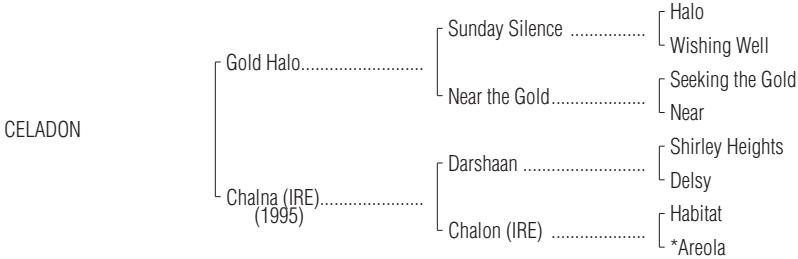 Halo
Sunday Silence ................
Wishing Well
Gold Halo..........................
Seeking the Gold
Near the Gold....................
Near
CELADON
Shirley Heights
Darshaan ..........................
Delsy
Chalna (IRE)......................
(1995)
Habitat
Chalon (IRE) ....................
*Areola